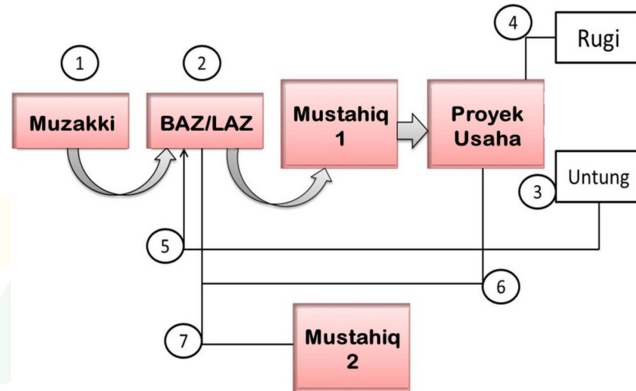 1
2
4
Rugi
Muzakki
BAZ/LAZ
Mustahiq
1
Proyek
Usaha
3
Untung
5
6
7
Mustahiq
2